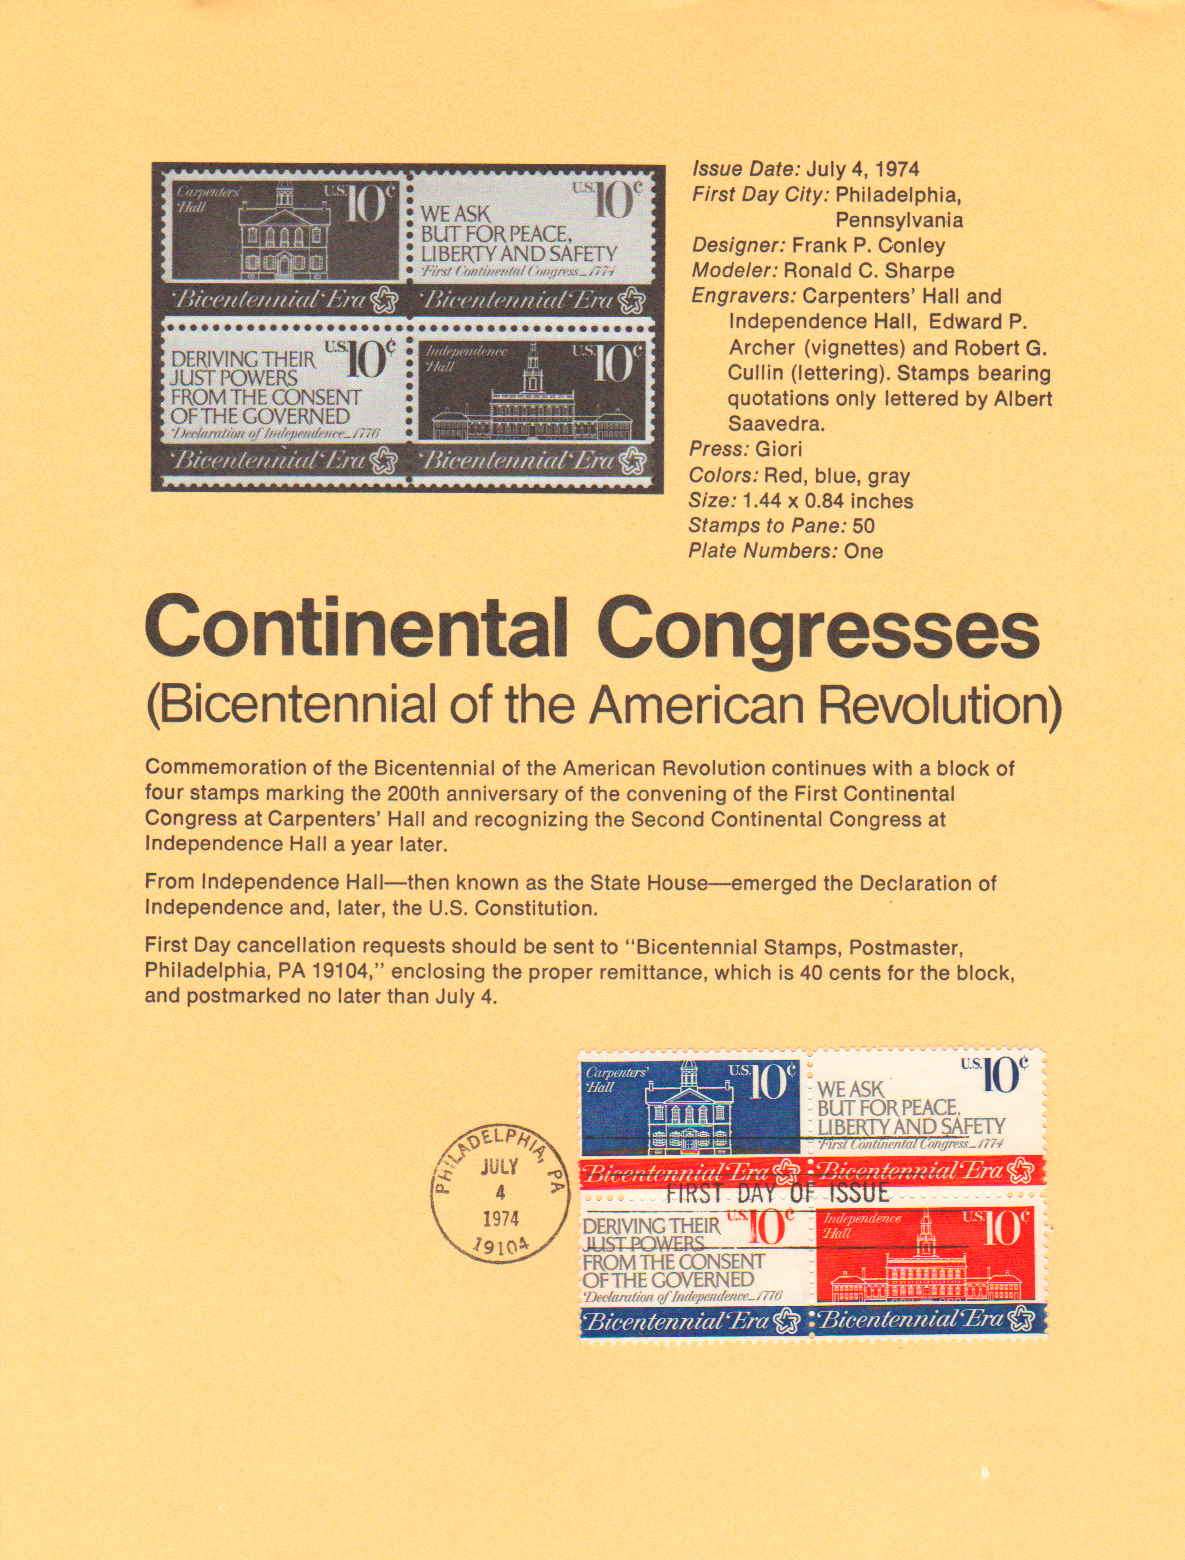 Carpenters'
Hall
U.S. 10¢
WE ASK
BUT FOR PEACE,
LIBERTY AND SAFETY
First Continental Congress_1774
U.S. 10¢
Bicentennial Era
Bicentennial Era
DERIVING THEIR
JUST POWERS
FROM THE CONSENT
OF THE GOVERNED
Declaration of Independence_1776
U.S. 10¢
Independence
Hall
U.S. 10¢
Bicentennial Era
Bicentennial Era
Issue Date: July 4, 1974
First Day City: Philadelphia,
Pennsylvania
Designer: Frank P. Conley
Modeler: Ronald C. Sharpe
Engravers: Carpenters' Hall and
Independence Hall, Edward P.
Archer (vignettes) and Robert G.
Cullin (lettering). Stamps bearing
quotations only lettered by Albert
Saavedra.
Press: Giori
Colors: Red, blue, gray
Size: 1.44 x 0.84 inches
Stamps to Pane: 50
Plate Numbers: One
Continental Congresses
(Bicentennial of the American Revolution)
Commemoration of the Bicentennial of the American Revolution continues with a block of
four stamps marking the 200th anniversary of the convening of the First Continental
Congress at Carpenters' Hall and recognizing the Second Continental Congress at
Independence Hall a year later.
From Independence Hall—then known as the State House—emerged the Declaration of
Independence and, later, the U.S. Constitution.
First Day cancellation requests should be sent to "Bicentennial Stamps, Postmaster,
Philadelphia, PA 19104," enclosing the proper remittance, which is 40 cents for the block,
and postmarked no later than July 4.
PHILADELPHIA, PA
JULY
4
1974
19104
Carpenters'
Hall
U.S. 10¢
WE ASK
BUT FOR PEACE,
LIBERTY AND SAFETY
First Continental Congress_1774
U.S. 10¢
Bicentennial Era
Bicentennial Era
FIRST DAY OF ISSUE
DERIVING THEIR
JUST POWERS
FROM THE CONSENT
OF THE GOVERNED
Declaration of Independence_1776
U.S. 10¢
Independence
Hall
U.S. 10¢
Bicentennial Era
Bicentennial Era